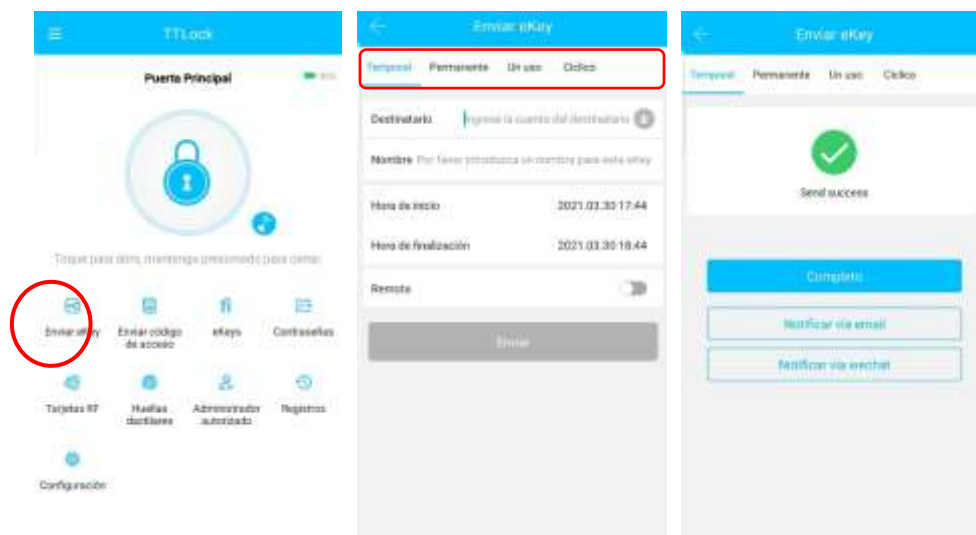 TTLock
Puerta Principal
Toque para abrir, mantenga presionado para cerrar.
Enviar eKey
Enviar código
de acceso
eKeys
Contraseñas
Tarjetas RF
Huellas
dactilares
Administrador
autorizado
Registros
Configuración
Enviar eKey
Temporal Permanente Un uso Cíclico
Destinatario Ingrese la cuenta del destinatario
Nombre Por favor introduzca un nombre para esta eKey
Hora de inicio 2021.03.30 17:44
Hora de finalización 2021.03.30 18:44
Remota
Enviar
Enviar eKey
Temporal Permanente Un uso Cíclico
Send success
Completo
Notificar vía email
Notificar vía wechat